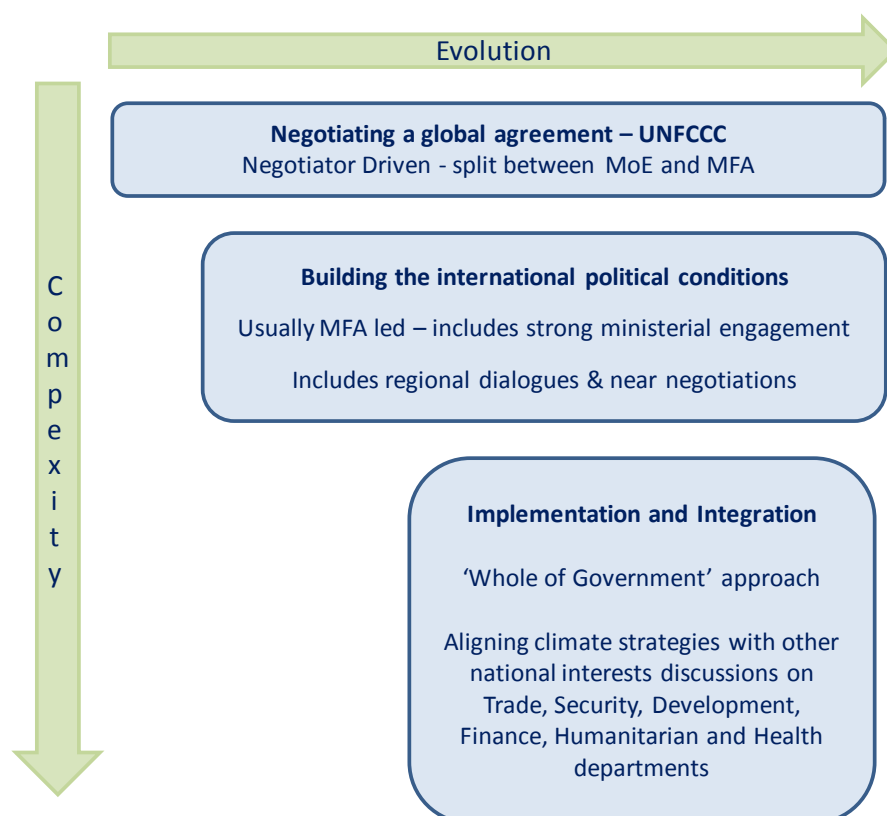 Evolution
Compexity
Negotiating a global agreement – UNFCCC
Negotiator Driven - split between MoE and MFA
Building the international political conditions
Usually MFA led – includes strong ministerial engagement
Includes regional dialogues & near negotiations
Implementation and Integration
‘Whole of Government’ approach
Aligning climate strategies with other
national interests discussions on
Trade, Security, Development,
Finance, Humanitarian and Health
departments